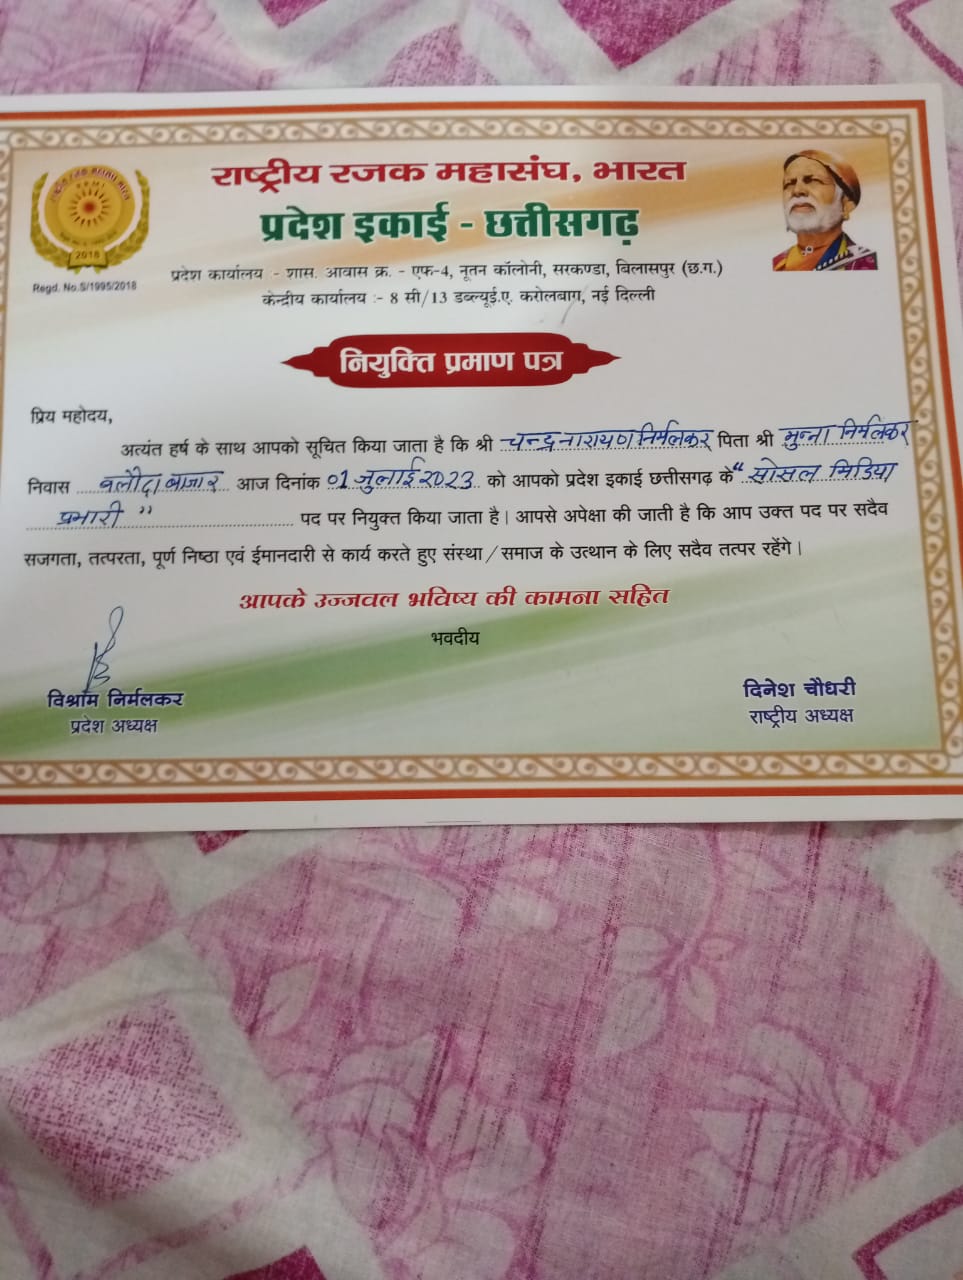 राष्ट्रीय रजक महासंघ, भारत
प्रदेश इकाई - छत्तीसगढ़
प्रदेश कार्यालय :- शास. आवास क्र. - एफ-4, नूतन कॉलोनी, सरकण्डा, बिलासपुर (छ.ग.)
केन्द्रीय कार्यालय :- 8 सी/13 डब्ल्यू.ई.ए. करोलबाग, नई दिल्ली
2018
Regd. No.S/1995/2018
नियुक्ति प्रमाण पत्र
प्रिय महोदय,
अत्यंत हर्ष के साथ आपको सूचित किया जाता है कि श्री चन्द्रनारायण निर्मलकर पिता श्री मुन्ना निर्मलकर
निवास बलौदा बाजार आज दिनांक 01 जुलाई 2023 को आपको प्रदेश इकाई छत्तीसगढ़ के “सोसल मिडिया
प्रभारी” पद पर नियुक्त किया जाता है। आपसे अपेक्षा की जाती है कि आप उक्त पद पर सदैव
सजगता, तत्परता, पूर्ण निष्ठा एवं ईमानदारी से कार्य करते हुए संस्था/समाज के उत्थान के लिए सदैव तत्पर रहेंगे।
आपके उज्जवल भविष्य की कामना सहित
भवदीय
विश्राम निर्मलकर
प्रदेश अध्यक्ष
दिनेश चौधरी
राष्ट्रीय अध्यक्ष